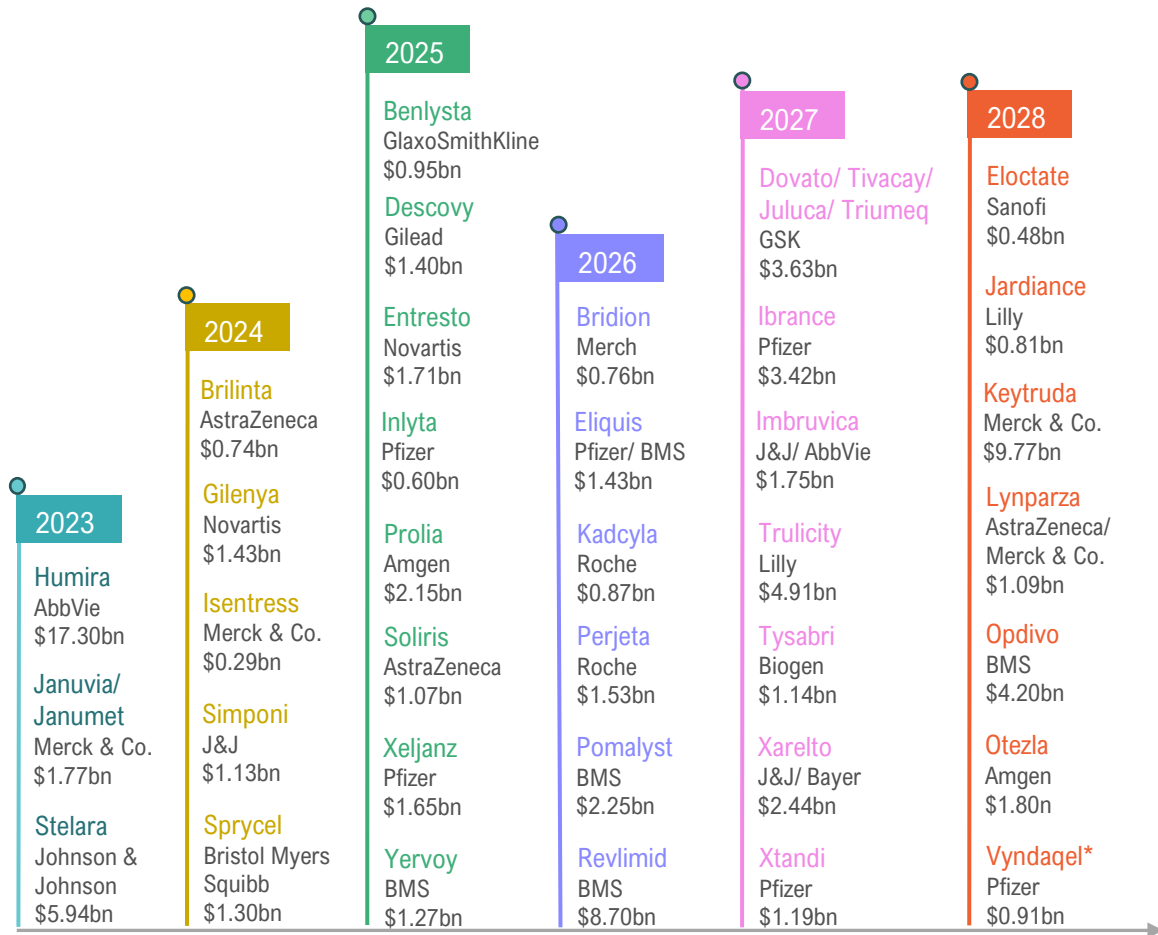 2023
Humira
AbbVie
$17.30bn
Januvia/
Janumet
Merck & Co.
$1.77bn
Stelara
Johnson &
Johnson
$5.94bn
2024
Brilinta
AstraZeneca
$0.74bn
Gilenya
Novartis
$1.43bn
Isentress
Merck & Co.
$0.29bn
Simponi
J&J
$1.13bn
Sprycel
Bristol Myers
Squibb
$1.30bn
2025
Benlysta
GlaxoSmithKline
$0.95bn
Descovy
Gilead
$1.40bn
Entresto
Novartis
$1.71bn
Inlyta
Pfizer
$0.60bn
Prolia
Amgen
$2.15bn
Soliris
AstraZeneca
$1.07bn
Xeljanz
Pfizer
$1.65bn
Yervoy
BMS
$1.27bn
2026
Bridion
Merch
$0.76bn
Eliquis
Pfizer/ BMS
$1.43bn
Kadcyla
Roche
$0.87bn
Perjeta
Roche
$1.53bn
Pomalyst
BMS
$2.25bn
Revlimid
BMS
$8.70bn
2027
Dovato/ Tivacay/
Juluca/ Triumeq
GSK
$3.63bn
Ibrance
Pfizer
$3.42bn
Imbruvica
J&J/ AbbVie
$1.75bn
Trulicity
Lilly
$4.91bn
Tysabri
Biogen
$1.14bn
Xarelto
J&J/ Bayer
$2.44bn
Xtandi
Pfizer
$1.19bn
2028
Eloctate
Sanofi
$0.48bn
Jardiance
Lilly
$0.81bn
Keytruda
Merck & Co.
$9.77bn
Lynparza
AstraZeneca/
Merck & Co.
$1.09bn
Opdivo
BMS
$4.20bn
Otezla
Amgen
$1.80n
Vyndaqel*
Pfizer
$0.91bn